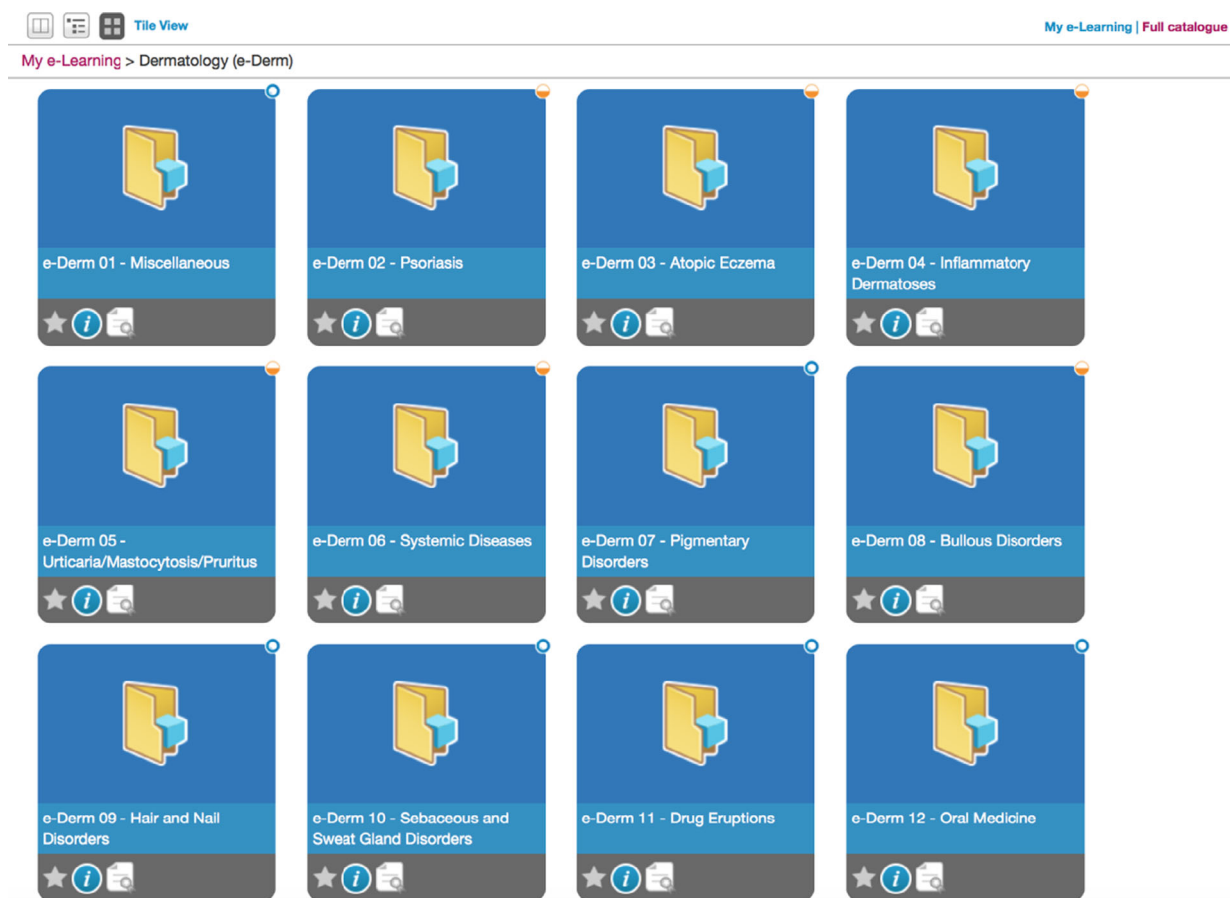 Tile View
My e-Learning | Full catalogue
My e-Learning > Dermatology (e-Derm)
e-Derm 01 - Miscellaneous
e-Derm 02 - Psoriasis
e-Derm 03 - Atopic Eczema
e-Derm 04 - Inflammatory
Dermatoses
e-Derm 05 -
Urticaria/Mastocytosis/Pruritus
e-Derm 06 - Systemic Diseases
e-Derm 07 - Pigmentary
Disorders
e-Derm 08 - Bullous Disorders
e-Derm 09 - Hair and Nail
Disorders
e-Derm 10 - Sebaceous and
Sweat Gland Disorders
e-Derm 11 - Drug Eruptions
e-Derm 12 - Oral Medicine